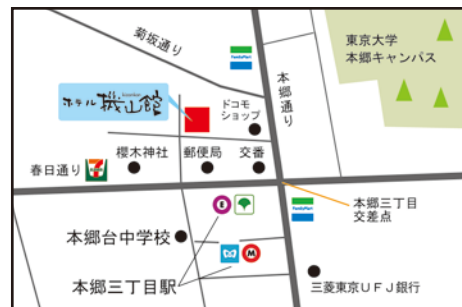 菊坂通り
FamilyMart
東京大学
本郷キャンパス
本郷通り
ホテル機山館
ドコモ
ショップ
櫻木神社
郵便局
交番
春日通り
7
E
FamilyMart
本郷三丁目
交差点
本郷台中学校
M
本郷三丁目駅
三菱東京UFJ銀行